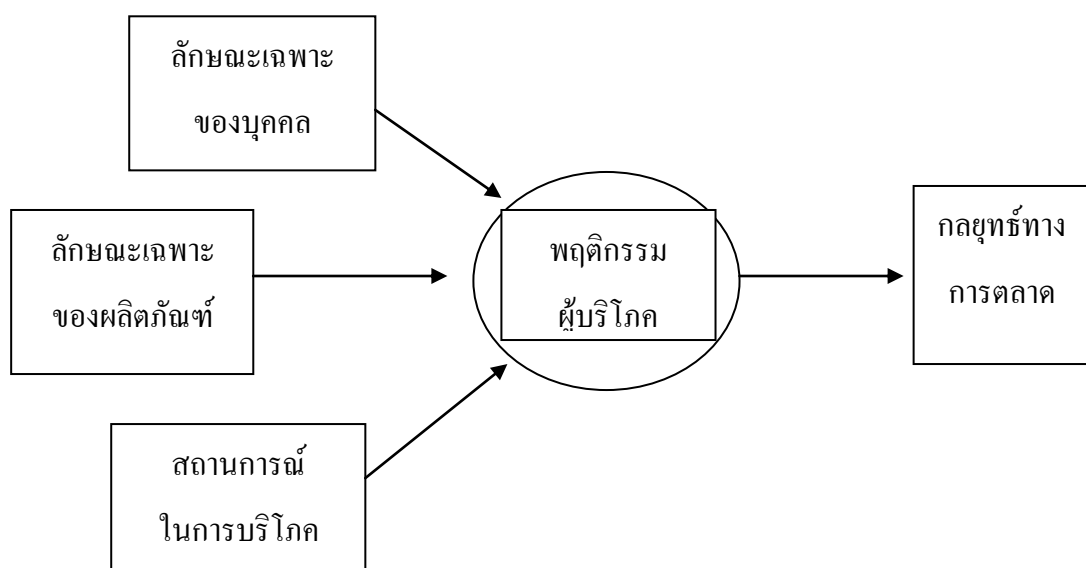 ลักษณะเฉพาะ
ของบุคคล
ลักษณะเฉพาะ
ของผลิตภัณฑ์
สถานการณ์
ในการบริโภค
พฤติกรรม
ผู้บริโภค
กลยุทธ์ทาง
การตลาด